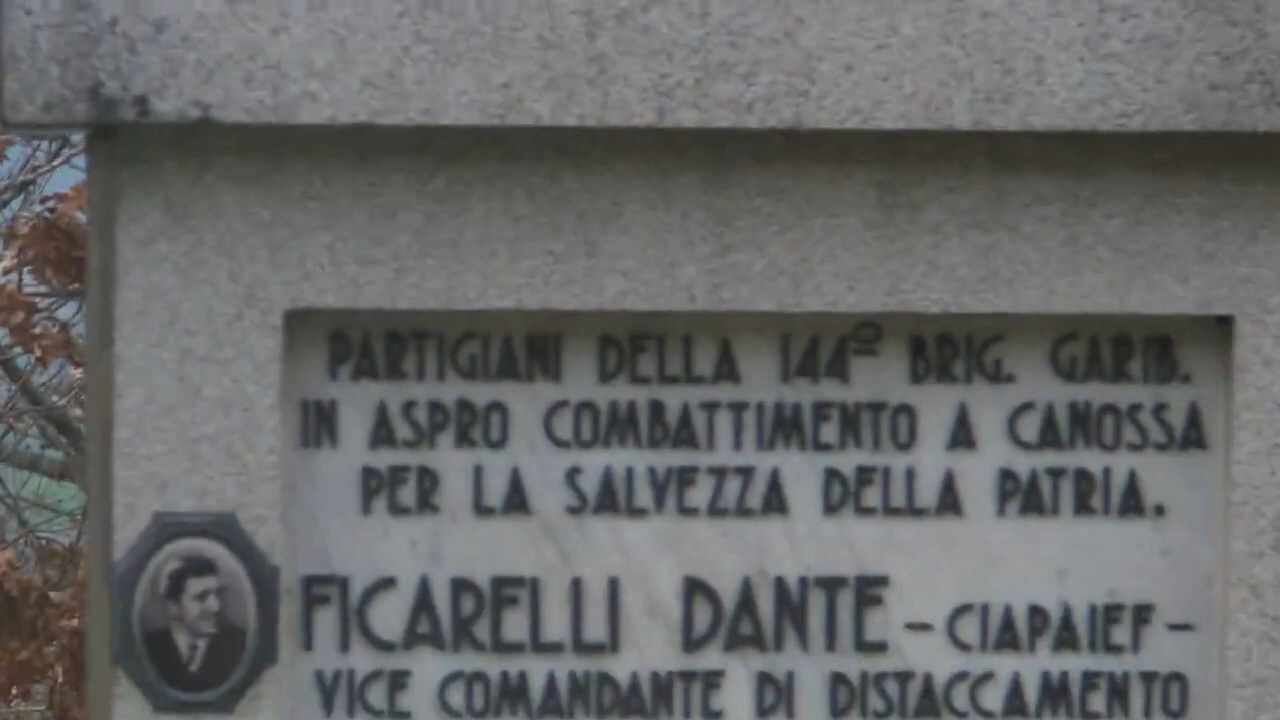 PARTIGIANI DELLA 144º BRIG. GARIB.
IN ASPRO COMBATTIMENTO A CANOSSA
PER LA SALVEZZA DELLA PATRIA.
FICARELLI DANTE - CIAPAIEF -
VICE COMANDANTE DI DISTACCAMENTO